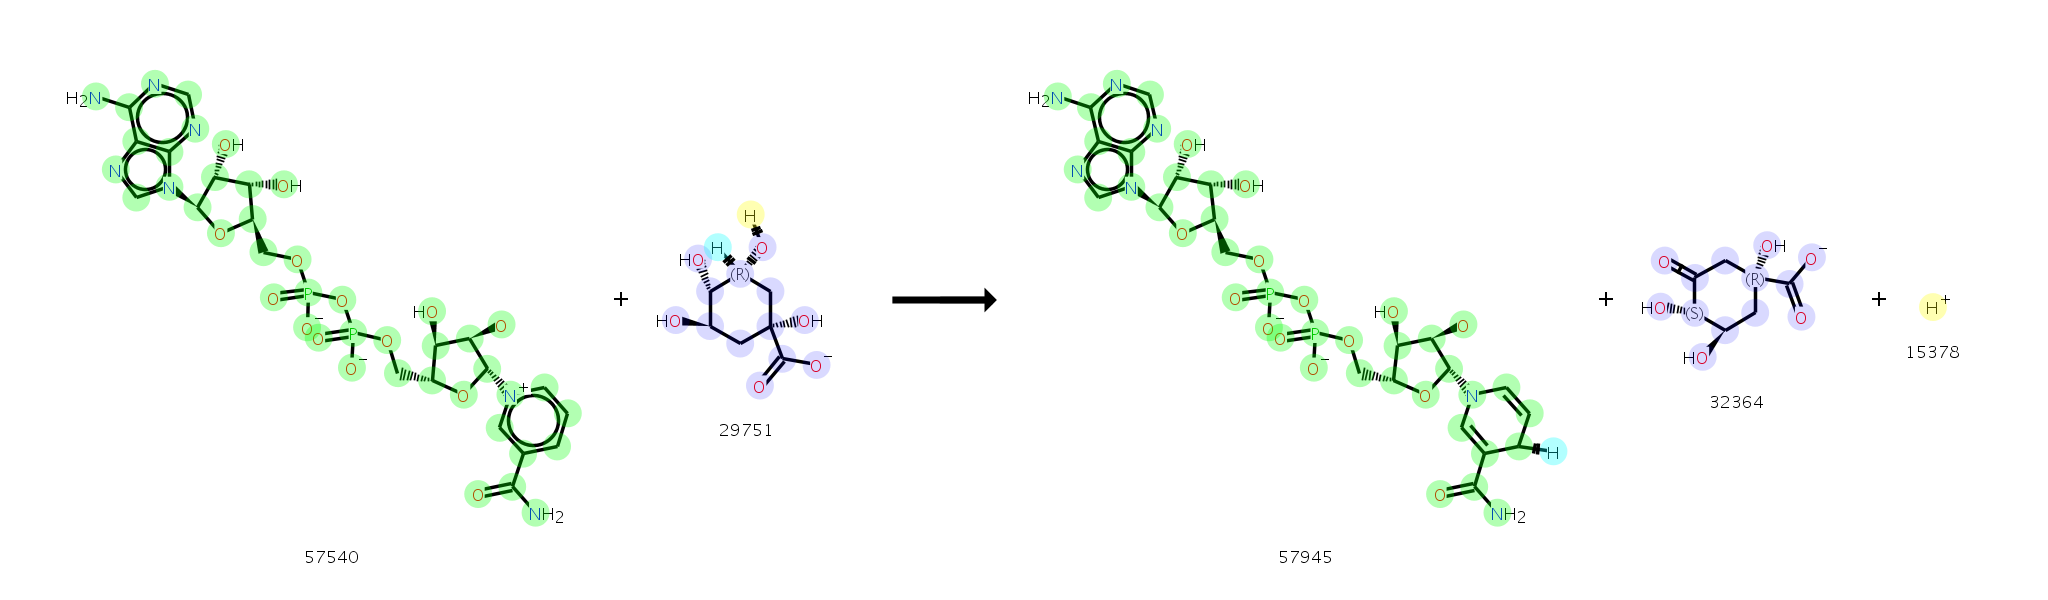 N
H₂N
N
OH
N
N
OH
O
O
O P O
HO
O
O⁻
O P O
O⁻
O
N⁺
O
NH₂
57540
+
H
H O
HO
(R)
HO OH
O⁻
O
29751
N
H₂N
N
OH
N
N
OH
O
O
O P O
HO
O
O⁻
O P O
O⁻
O
N
H
O
NH₂
57945
+
OH
O⁻
O
(R)
HO (S)
O
HO
32364
+
H⁺
15378